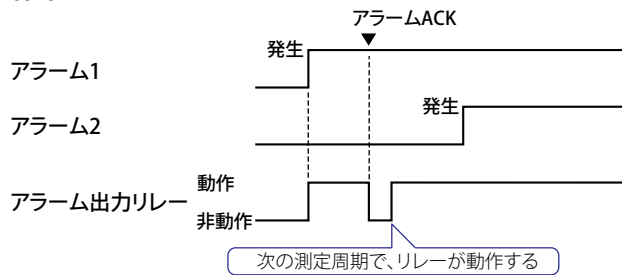 アラームACK
発生
アラーム1
発生
アラーム2
動作
アラーム出力リレー
非動作
次の測定周期で、リレーが動作する